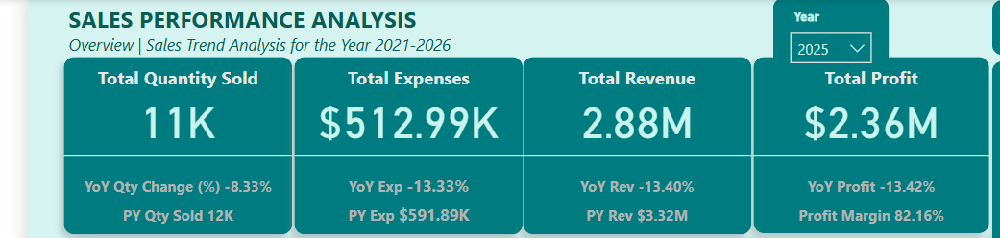 SALES PERFORMANCE ANALYSIS
Overview | Sales Trend Analysis for the Year 2021-2026
Year
2025
Total Quantity Sold
11K
YoY Qty Change (%) -8.33%
PY Qty Sold 12K
Total Expenses
$512.99K
YoY Exp -13.33%
PY Exp $591.89K
Total Revenue
2.88M
YoY Rev -13.40%
PY Rev $3.32M
Total Profit
$2.36M
YoY Profit -13.42%
Profit Margin 82.16%